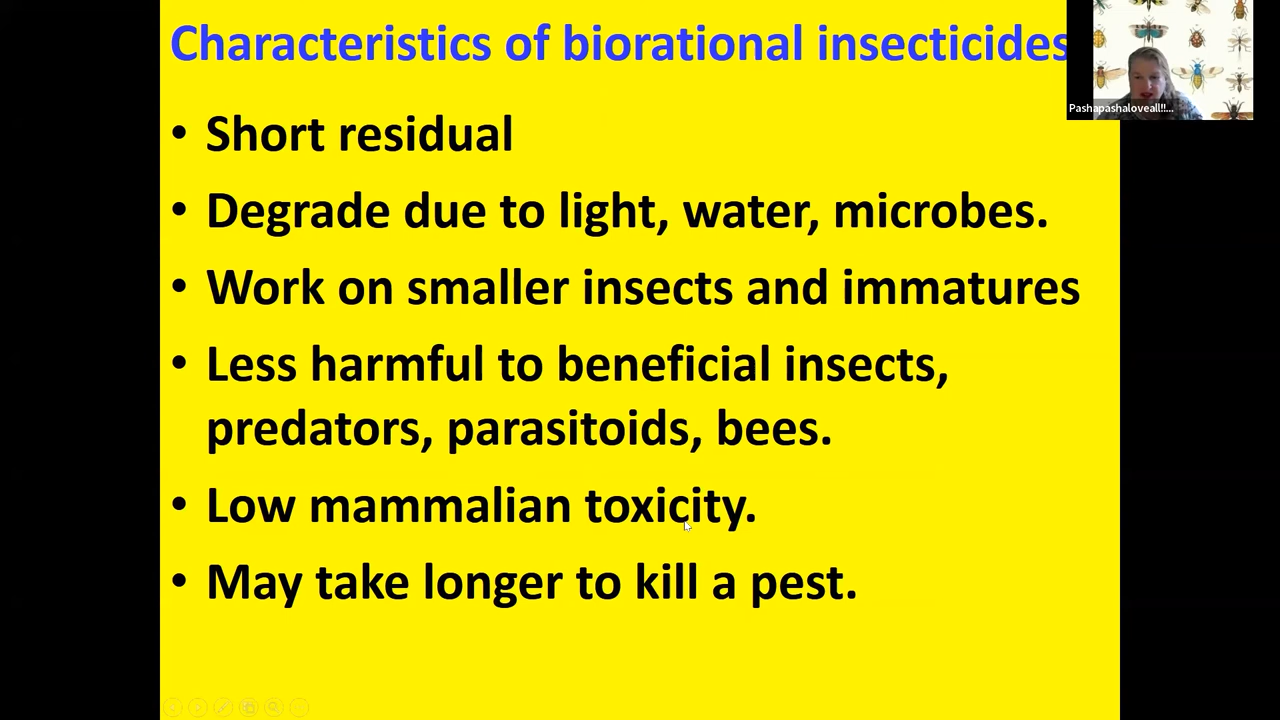 Characteristics of biorational insecticides
• Short residual
• Degrade due to light, water, microbes.
• Work on smaller insects and immatures
• Less harmful to beneficial insects,
predators, parasitoids, bees.
• Low mammalian toxicity.
• May take longer to kill a pest.
Pashapashaloveall!!...